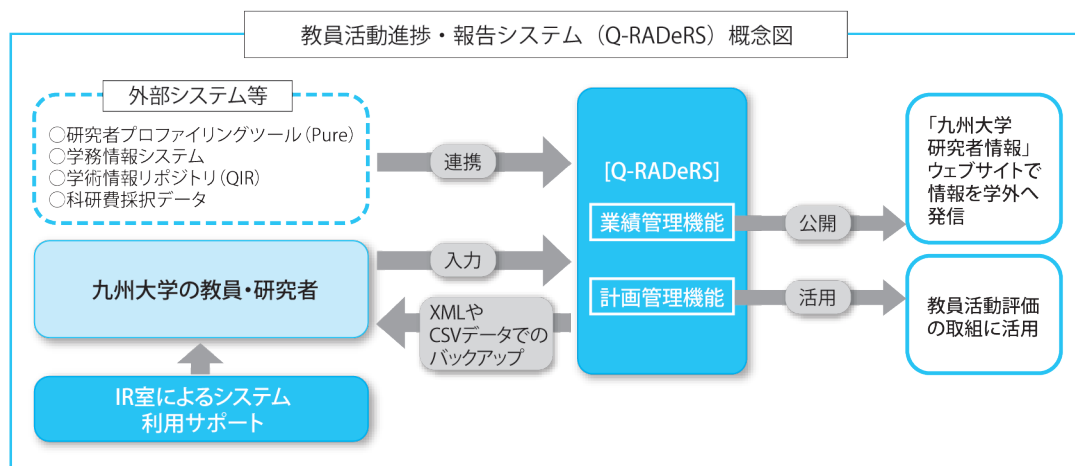 教員活動進捗・報告システム（Q-RADeRS）概念図
外部システム等
○研究者プロファイリングツール（Pure）
○学務情報システム
○学術情報リポジトリ（QIR）
○科研費採択データ
連携
[Q-RADeRS]
業績管理機能
計画管理機能
公開
活用
「九州大学
研究者情報」
ウェブサイトで
情報を学外へ
発信
教員活動評価
の取組に活用
九州大学の教員・研究者
入力
XMLや
CSVデータでの
バックアップ
IR室によるシステム
利用サポート